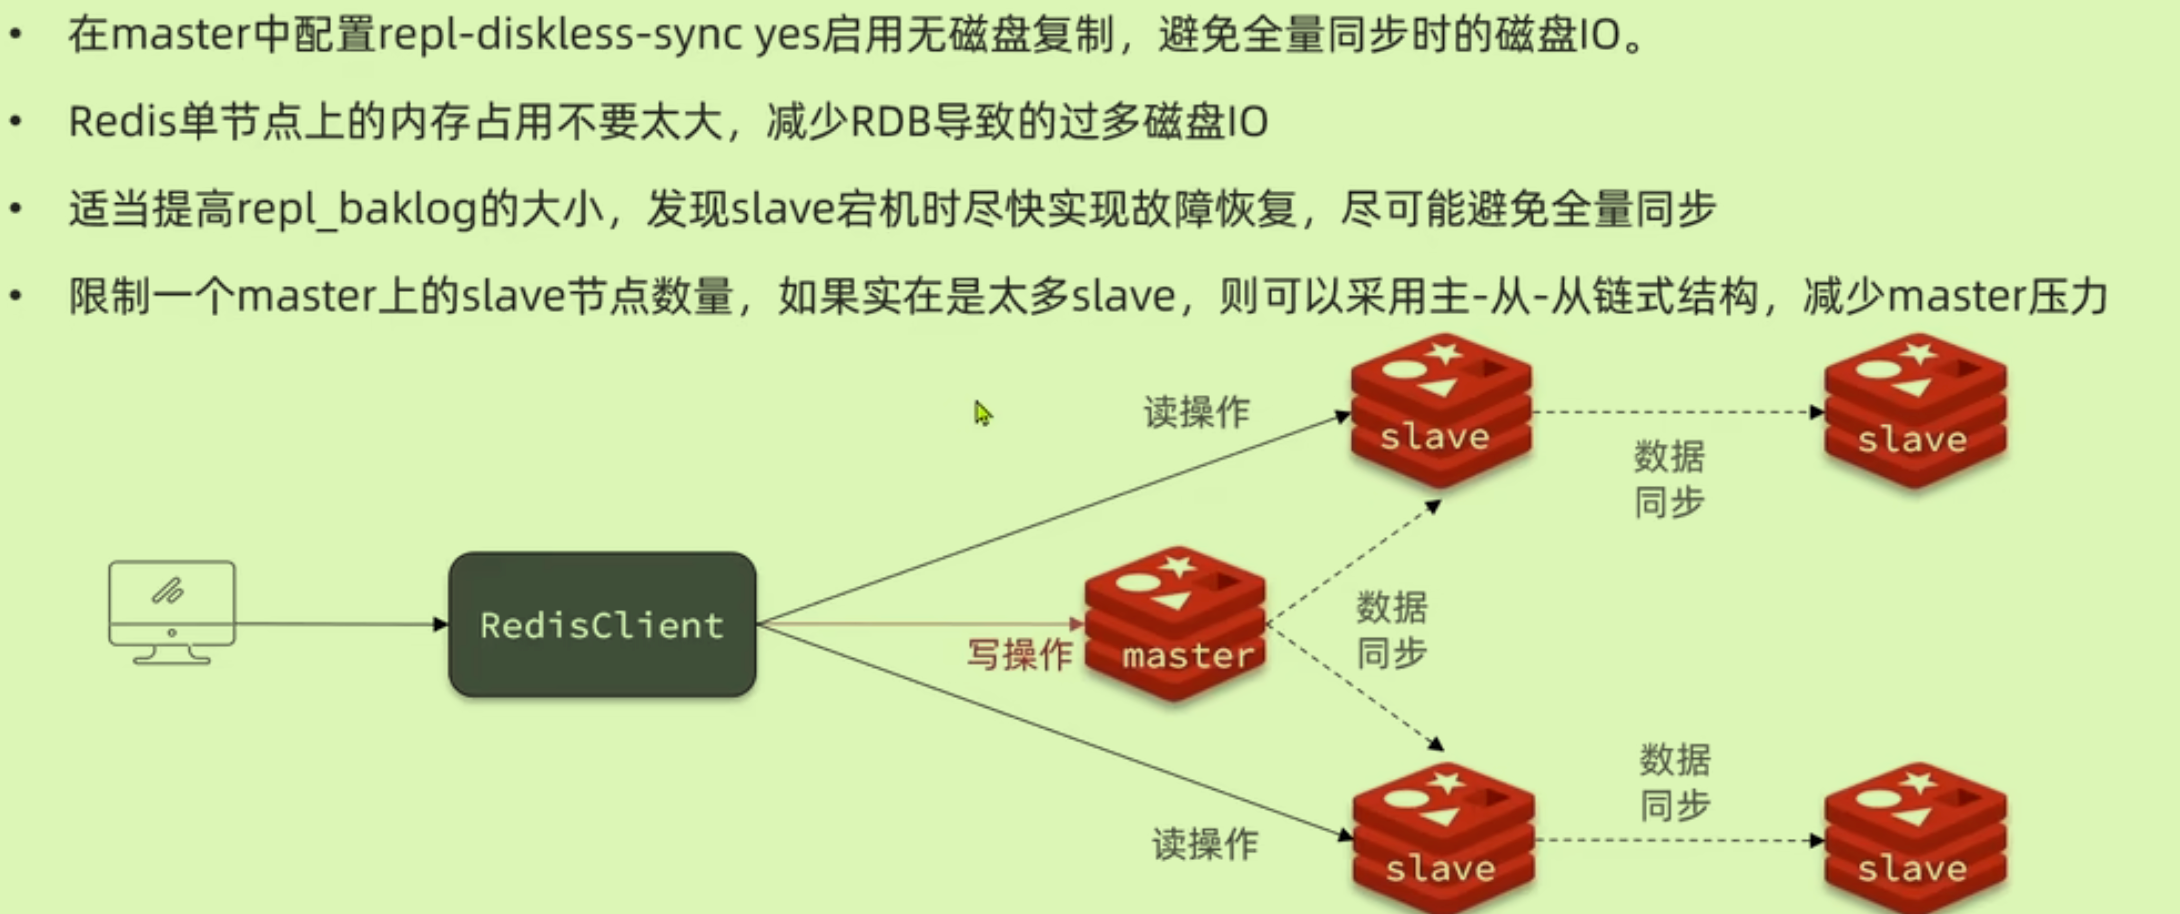 • 在master中配置repl-diskless-sync yes启用无磁盘复制，避免全量同步时的磁盘IO。
• Redis单节点上的内存占用不要太大，减少RDB导致的过多磁盘IO
• 适当提高repl_baklog的大小，发现slave宕机时尽快实现故障恢复，尽可能避免全量同步
• 限制一个master上的slave节点数量，如果实在是太多slave，则可以采用主-从-从链式结构，减少master压力
读操作
slave
slave
数据
同步
RedisClient
写操作
master
数据
同步
数据
同步
读操作
slave
slave